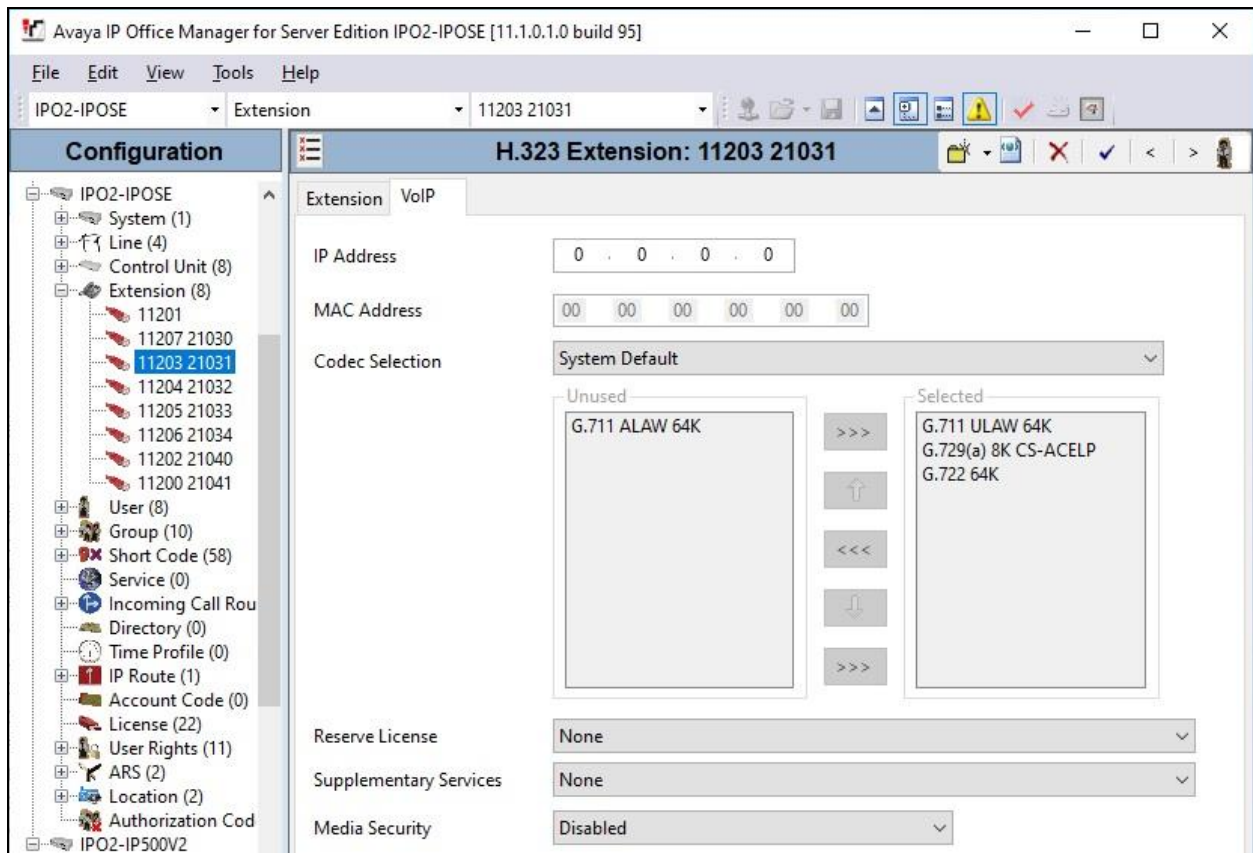 Avaya IP Office Manager for Server Edition IPO2-IPOSE [11.1.0.1.0 build 95]
File Edit View Tools Help
IPO2-IPOSE Extension 11203 21031
Configuration
IPO2-IPOSE
System (1)
Line (4)
Control Unit (8)
Extension (8)
11201
11207 21030
11203 21031
11204 21032
11205 21033
11206 21034
11202 21040
11200 21041
User (8)
Group (10)
Short Code (58)
Service (0)
Incoming Call Rou
Directory (0)
Time Profile (0)
IP Route (1)
Account Code (0)
License (22)
User Rights (11)
ARS (2)
Location (2)
Authorization Cod
IPO2-IP500V2
H.323 Extension: 11203 21031
Extension VoIP
IP Address 0 . 0 . 0 . 0
MAC Address 00 00 00 00 00 00
Codec Selection System Default
Unused
G.711 ALAW 64K
>>>
<<<
>>>
Selected
G.711 ULAW 64K
G.729(a) 8K CS-ACELP
G.722 64K
Reserve License None
Supplementary Services None
Media Security Disabled